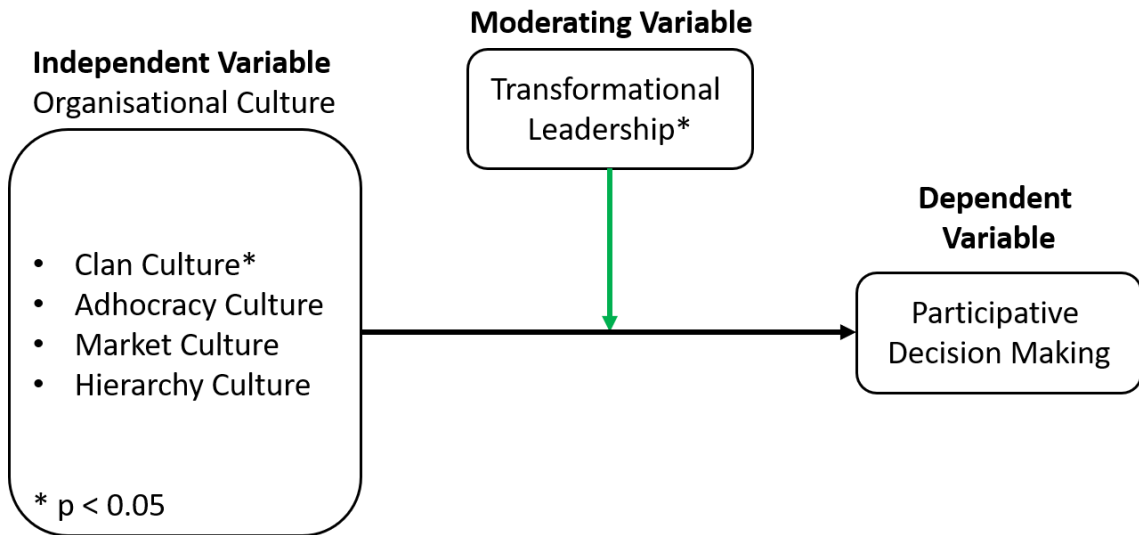 Moderating Variable
Transformational
Leadership*
Independent Variable
Organisational Culture
• Clan Culture*
• Adhocracy Culture
• Market Culture
• Hierarchy Culture
* p < 0.05
Dependent
Variable
Participative
Decision Making